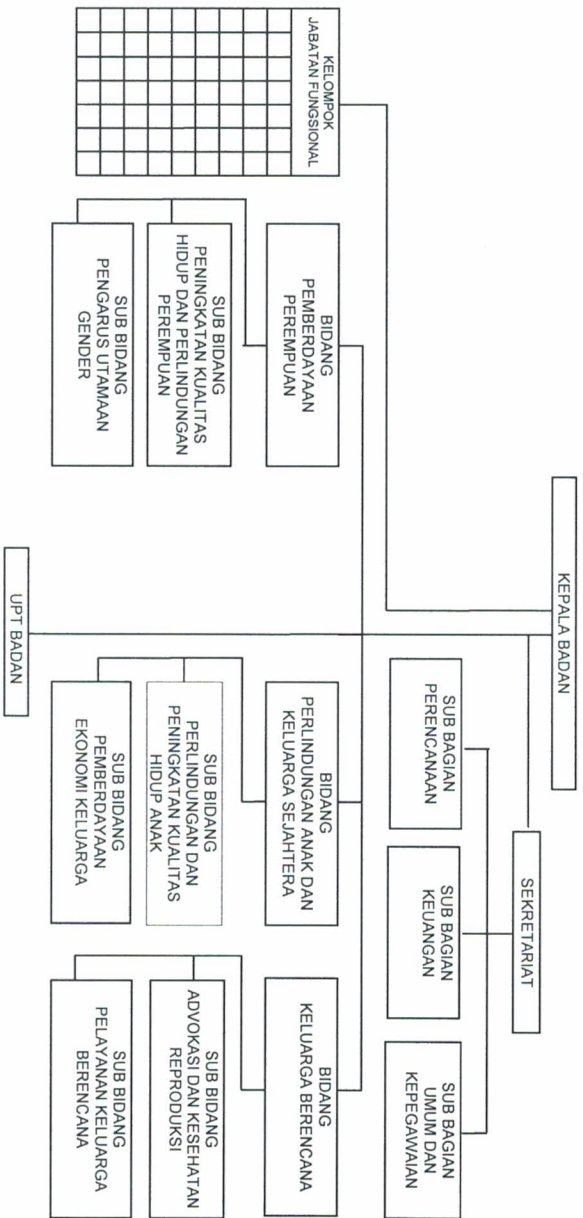 KEPALA BADAN
SEKRETARIAT
SUB BAGIAN
PERENCANAAN
SUB BAGIAN
KEUANGAN
SUB BAGIAN
UMUM DAN
KEPEGAWAIAN
KELOMPOK
JABATAN FUNGSIONAL
BIDANG
PEMBERDAYAAN
PEREMPUAN
SUB BIDANG
PENINGKATAN KUALITAS
HIDUP DAN PERLINDUNGAN
PEREMPUAN
SUB BIDANG
PENGARUS UTAMAAN
GENDER
BIDANG
PERLINDUNGAN ANAK DAN
KELUARGA SEJAHTERA
SUB BIDANG
PERLINDUNGAN DAN
PENINGKATAN KUALITAS
HIDUP ANAK
SUB BIDANG
PEMBERDAYAAN
EKONOMI KELUARGA
BIDANG
KELUARGA BERENCANA
SUB BIDANG
ADVOKASI DAN KESEHATAN
REPRODUKSI
SUB BIDANG
PELAYANAN KELUARGA
BERENCANA
UPT BADAN